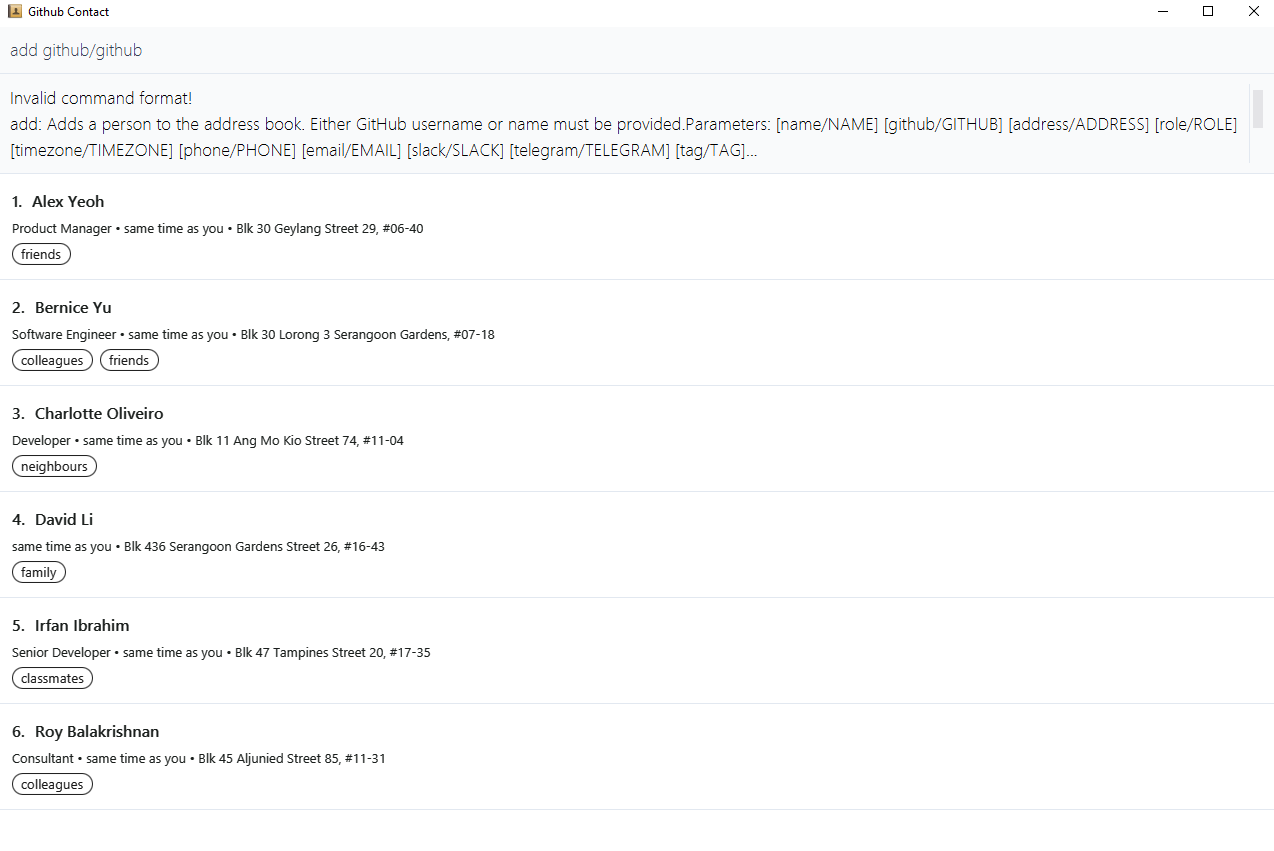 Github Contact
add github/github
Invalid command format!
add: Adds a person to the address book. Either GitHub username or name must be provided.Parameters: [name/NAME] [github/GITHUB] [address/ADDRESS] [role/ROLE]
[timezone/TIMEZONE] [phone/PHONE] [email/EMAIL] [slack/SLACK] [telegram/TELEGRAM] [tag/TAG]...
1. Alex Yeoh
Product Manager • same time as you • Blk 30 Geylang Street 29, #06-40
friends
2. Bernice Yu
Software Engineer • same time as you • Blk 30 Lorong 3 Serangoon Gardens, #07-18
colleagues friends
3. Charlotte Oliveiro
Developer • same time as you • Blk 11 Ang Mo Kio Street 74, #11-04
neighbours
4. David Li
same time as you • Blk 436 Serangoon Gardens Street 26, #16-43
family
5. Irfan Ibrahim
Senior Developer • same time as you • Blk 47 Tampines Street 20, #17-35
classmates
6. Roy Balakrishnan
Consultant • same time as you • Blk 45 Aljunied Street 85, #11-31
colleagues